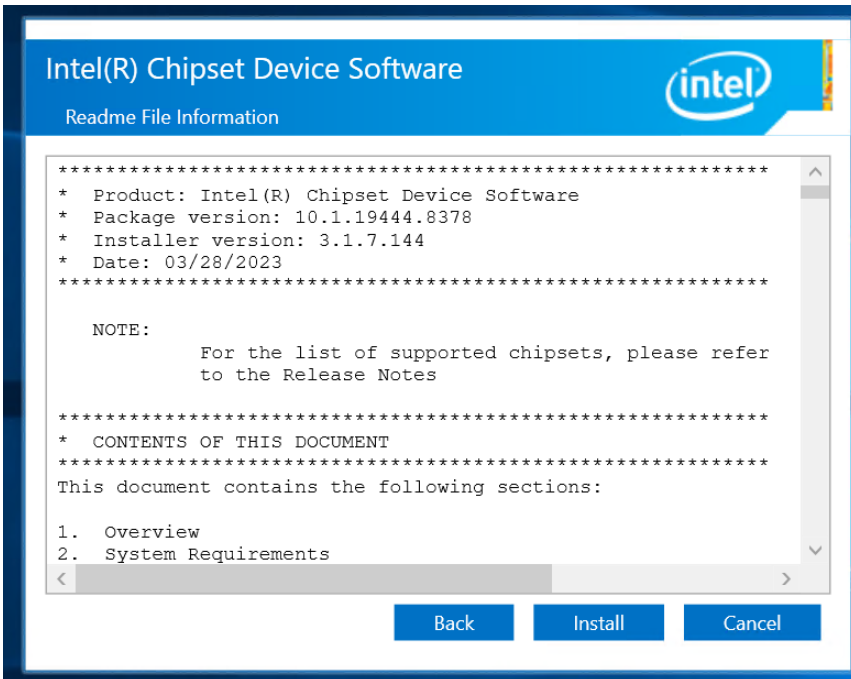 Intel(R) Chipset Device Software
intel
Readme File Information
************************************************************
*  Product: Intel(R) Chipset Device Software
*  Package version: 10.1.19444.8378
*  Installer version: 3.1.7.144
*  Date: 03/28/2023
************************************************************
NOTE:
For the list of supported chipsets, please refer
to the Release Notes
************************************************************
*  CONTENTS OF THIS DOCUMENT
************************************************************
This document contains the following sections:
1.  Overview
2.  System Requirements
Back Install Cancel